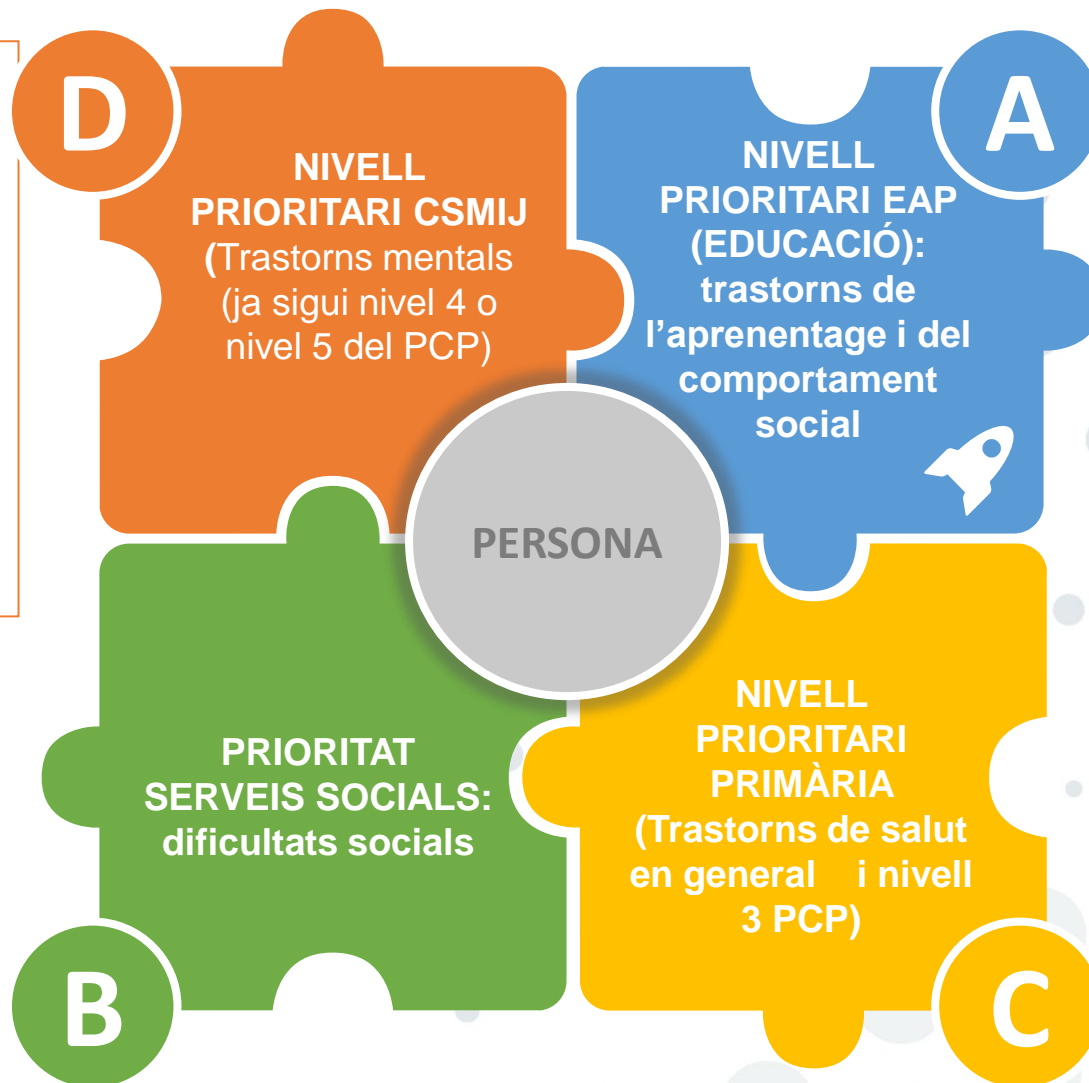 D
NIVELL
PRIORITARI CSMIJ
(Trastorns mentals
(ja sigui nivel 4 o
nivel 5 del PCP)
A
NIVELL
PRIORITARI EAP
(EDUCACIÓ):
trastorns de
l’aprenentage i del
comportament
social
PERSONA
B
PRIORITAT
SERVEIS SOCIALS:
dificultats socials
NIVELL
PRIORITARI
PRIMÀRIA
(Trastorns de salut
en general i nivell
3 PCP)
C